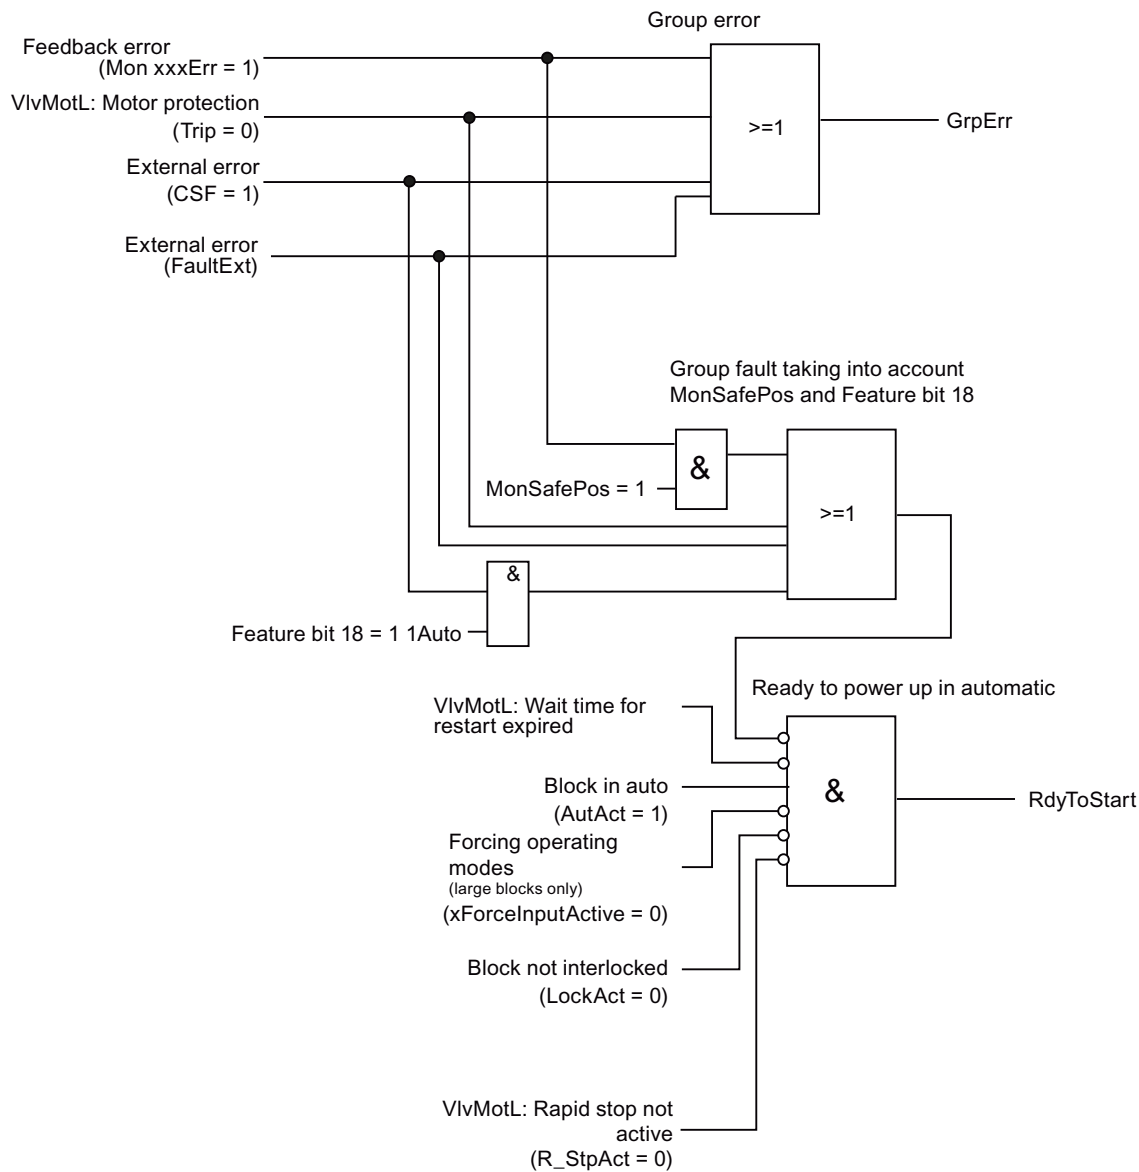 Group error
Feedback error
(Mon xxxErr = 1)
VlvMotL: Motor protection
(Trip = 0)
>=1
GrpErr
External error
(CSF = 1)
External error
(FaultExt)
Group fault taking into account
MonSafePos and Feature bit 18
&
MonSafePos = 1
>=1
&
Feature bit 18 = 1 1Auto
Ready to power up in automatic
VlvMotL: Wait time for
restart expired
Block in auto
(AutAct = 1)
&
RdyToStart
Forcing operating
modes
(large blocks only)
(xForceInputActive = 0)
Block not interlocked
(LockAct = 0)
VlvMotL: Rapid stop not
active
(R_StpAct = 0)